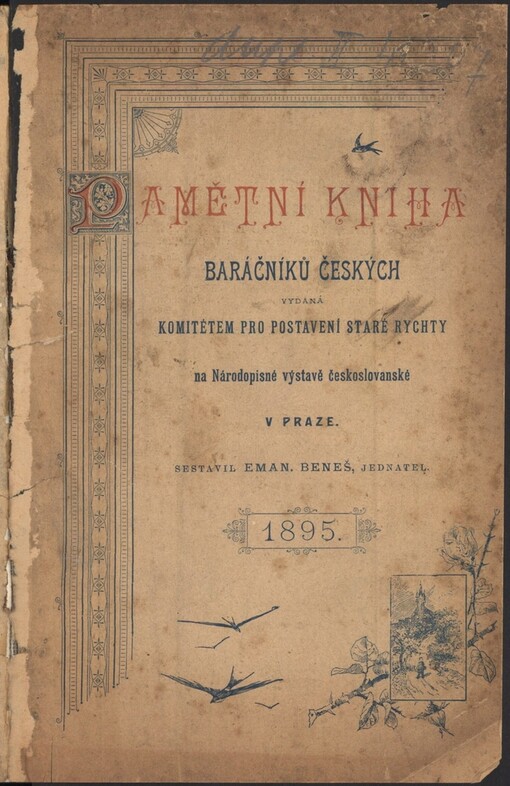 PAMĚTNÍ KNIHA
BARÁČNÍKŮ ČESKÝCH
VYDANÁ
KOMITÉTEM PRO POSTAVENÍ STARÉ RYCHTY
na Národopisné výstavě českoslovanské
V PRAZE.
SESTAVIL EMAN. BENEŠ, JEDNATEL.
1895.